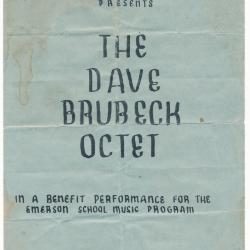 PRESENTS
THE
DAVE
BRUBECK
OCTET
IN A BENEFIT PERFORMANCE FOR THE
EMERSON SCHOOL MUSIC PROGRAM